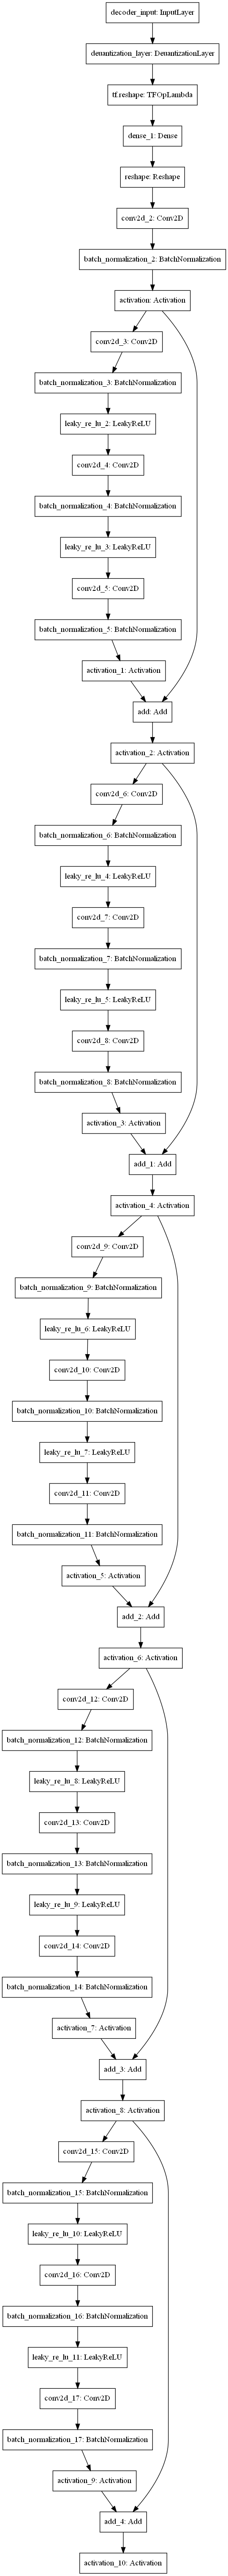 decoder_input: InputLayer
dequantization_layer: DeuantizationLayer
tf.reshape: TFOpLambda
dense_1: Dense
reshape: Reshape
conv2d_2: Conv2D
batch_normalization_2: BatchNormalization
activation: Activation
conv2d_3: Conv2D
batch_normalization_3: BatchNormalization
leaky_re_lu_2: LeakyReLU
conv2d_4: Conv2D
batch_normalization_4: BatchNormalization
leaky_re_lu_3: LeakyReLU
conv2d_5: Conv2D
batch_normalization_5: BatchNormalization
activation_1: Activation
add: Add
activation_2: Activation
conv2d_6: Conv2D
batch_normalization_6: BatchNormalization
leaky_re_lu_4: LeakyReLU
conv2d_7: Conv2D
batch_normalization_7: BatchNormalization
leaky_re_lu_5: LeakyReLU
conv2d_8: Conv2D
batch_normalization_8: BatchNormalization
activation_3: Activation
add_1: Add
activation_4: Activation
conv2d_9: Conv2D
batch_normalization_9: BatchNormalization
leaky_re_lu_6: LeakyReLU
conv2d_10: Conv2D
batch_normalization_10: BatchNormalization
leaky_re_lu_7: LeakyReLU
conv2d_11: Conv2D
batch_normalization_11: BatchNormalization
activation_5: Activation
add_2: Add
activation_6: Activation
conv2d_12: Conv2D
batch_normalization_12: BatchNormalization
leaky_re_lu_8: LeakyReLU
conv2d_13: Conv2D
batch_normalization_13: BatchNormalization
leaky_re_lu_9: LeakyReLU
conv2d_14: Conv2D
batch_normalization_14: BatchNormalization
activation_7: Activation
add_3: Add
activation_8: Activation
conv2d_15: Conv2D
batch_normalization_15: BatchNormalization
leaky_re_lu_10: LeakyReLU
conv2d_16: Conv2D
batch_normalization_16: BatchNormalization
leaky_re_lu_11: LeakyReLU
conv2d_17: Conv2D
batch_normalization_17: BatchNormalization
activation_9: Activation
add_4: Add
activation_10: Activation